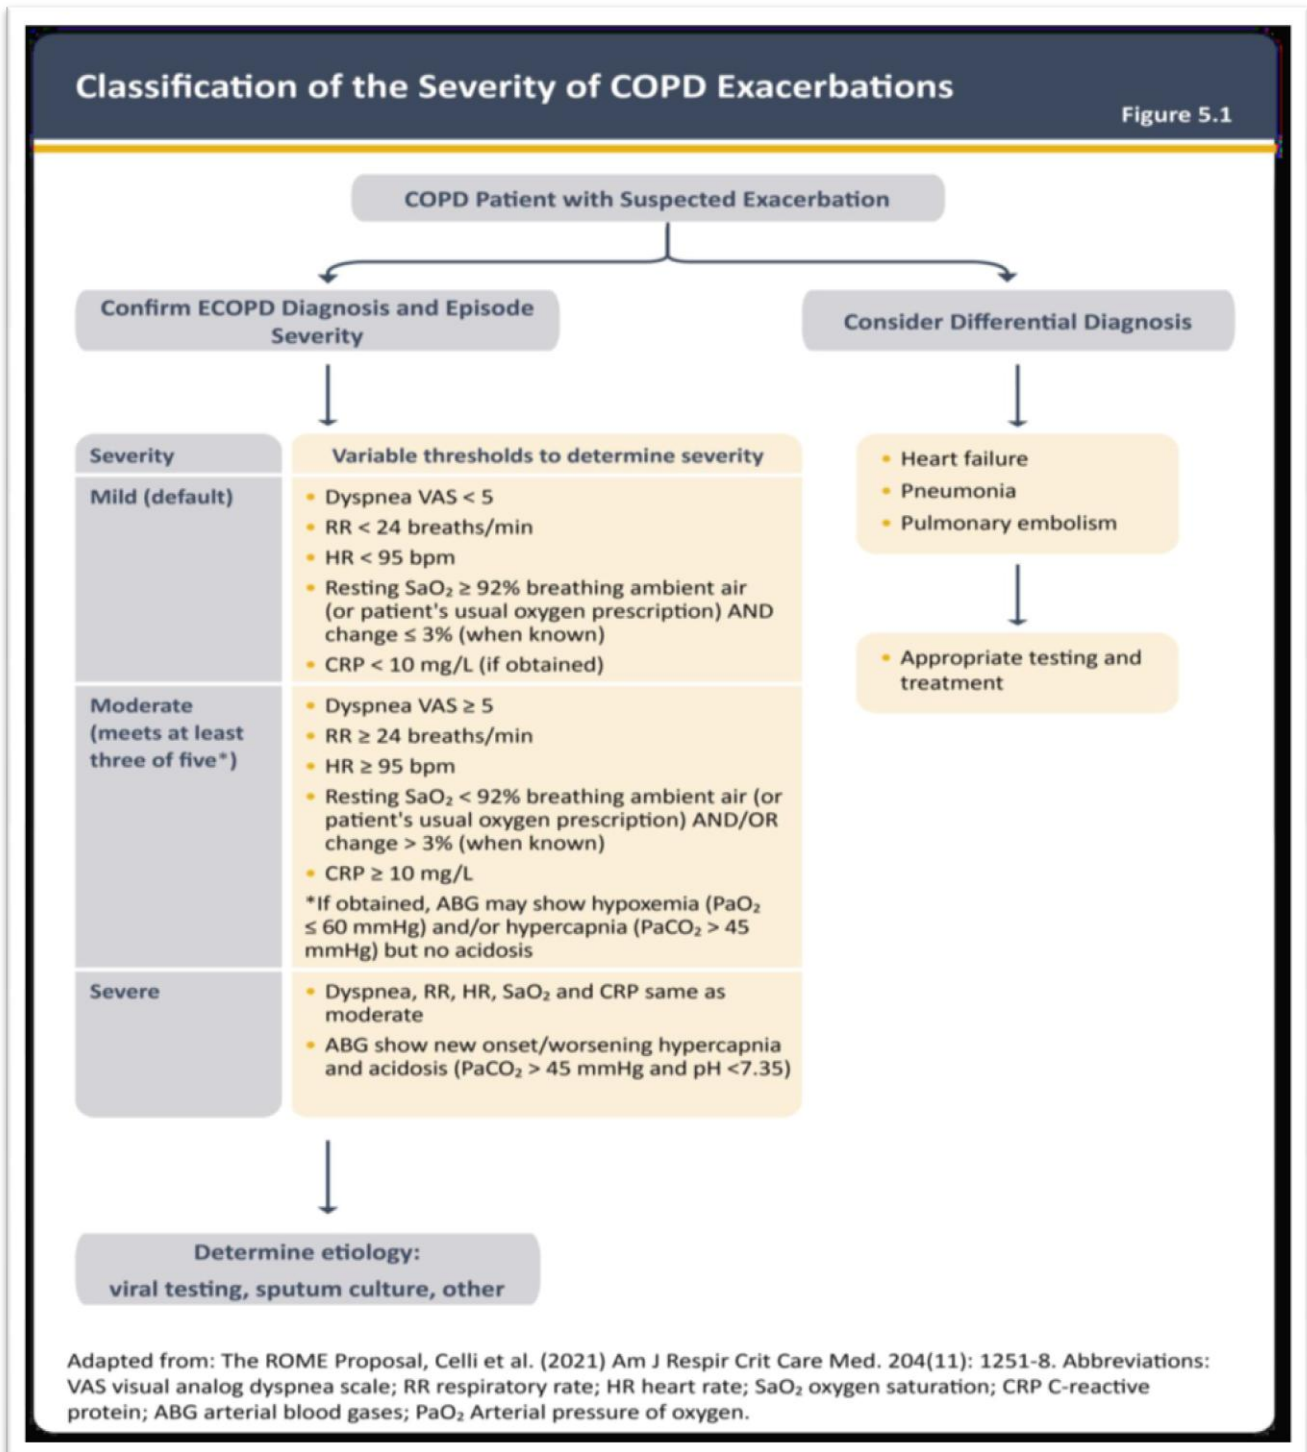 Classification of the Severity of COPD Exacerbations
Figure 5.1
COPD Patient with Suspected Exacerbation
Confirm ECOPD Diagnosis and Episode
Severity
Consider Differential Diagnosis
Severity
Variable thresholds to determine severity
Mild (default)
• Dyspnea VAS < 5
• RR < 24 breaths/min
• HR < 95 bpm
• Resting SaO₂ ≥ 92% breathing ambient air
(or patient's usual oxygen prescription) AND
change ≤ 3% (when known)
• CRP < 10 mg/L (if obtained)
Moderate
(meets at least
three of five*)
• Dyspnea VAS ≥ 5
• RR ≥ 24 breaths/min
• HR ≥ 95 bpm
• Resting SaO₂ < 92% breathing ambient air (or
patient's usual oxygen prescription) AND/OR
change > 3% (when known)
• CRP ≥ 10 mg/L
*If obtained, ABG may show hypoxemia (PaO₂
≤ 60 mmHg) and/or hypercapnia (PaCO₂ > 45
mmHg) but no acidosis
Severe
• Dyspnea, RR, HR, SaO₂ and CRP same as
moderate
• ABG show new onset/worsening hypercapnia
and acidosis (PaCO₂ > 45 mmHg and pH <7.35)
• Heart failure
• Pneumonia
• Pulmonary embolism
• Appropriate testing and
treatment
Determine etiology:
viral testing, sputum culture, other
Adapted from: The ROME Proposal, Celli et al. (2021) Am J Respir Crit Care Med. 204(11): 1251-8. Abbreviations:
VAS visual analog dyspnea scale; RR respiratory rate; HR heart rate; SaO₂ oxygen saturation; CRP C-reactive
protein; ABG arterial blood gases; PaO₂ Arterial pressure of oxygen.